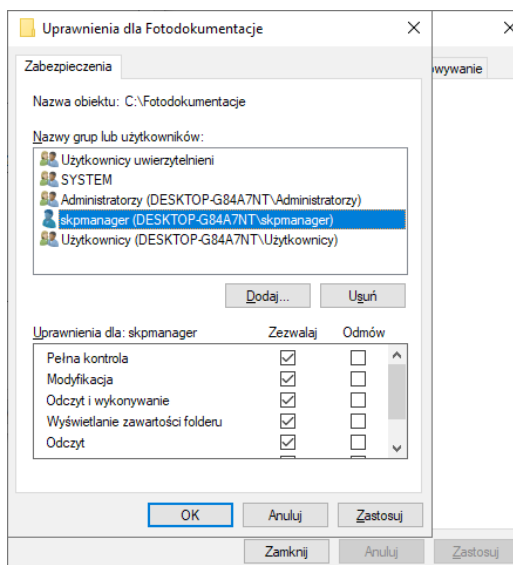 Uprawnienia dla Fotodokumentacje
Zabezpieczenia
Nazwa obiektu: C:\Fotodokumentacje
Nazwy grup lub użytkowników:
Użytkownicy uwierzytelnieni
SYSTEM
Administratorzy (DESKTOP-G84A7NT\Administratorzy)
skpmanager (DESKTOP-G84A7NT\skpmanager)
Użytkownicy (DESKTOP-G84A7NT\Użytkownicy)
Dodaj... Usuń
Uprawnienia dla: skpmanager Zezwalaj Odmów
Pełna kontrola
Modyfikacja
Odczyt i wykonywanie
Wyświetlanie zawartości folderu
Odczyt
OK Anuluj Zastosuj
owywanie
Zamknij Anuluj Zastosuj